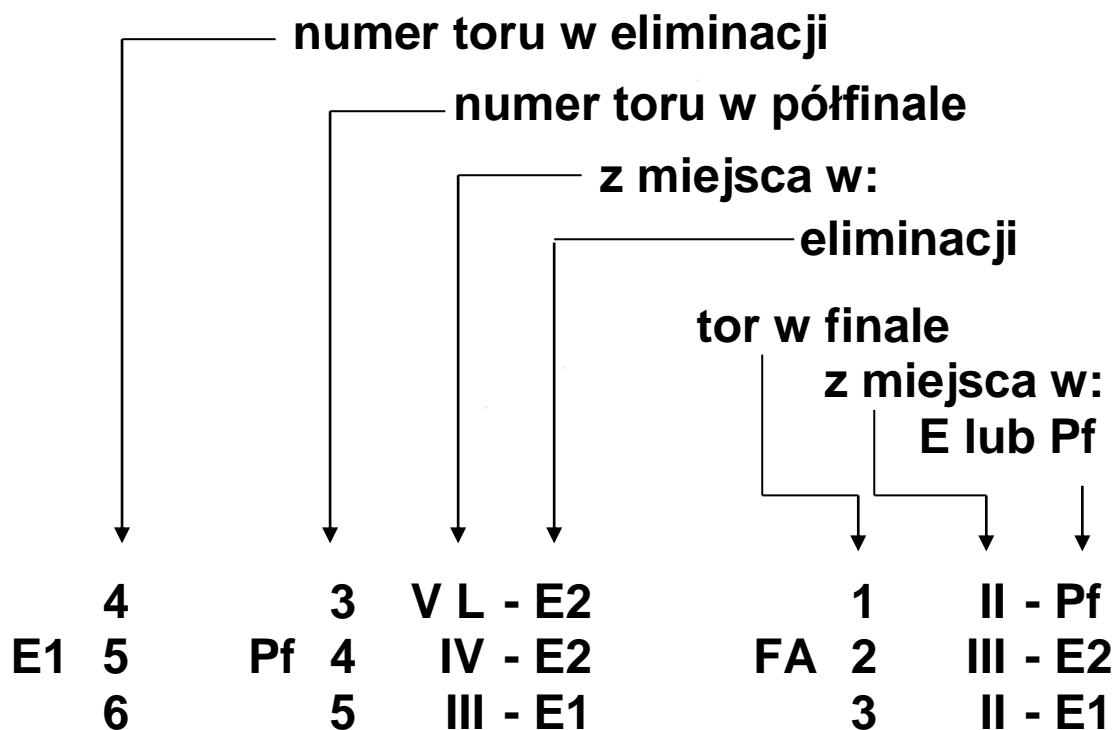 numer toru w eliminacji
numer toru w półfinale
z miejsca w:
eliminacji
tor w finale
z miejsca w:
E lub Pf
4 3 V L - E2 1 II - Pf
E1 5 Pf 4 IV - E2 FA 2 III - E2
6 5 III - E1 3 II - E1